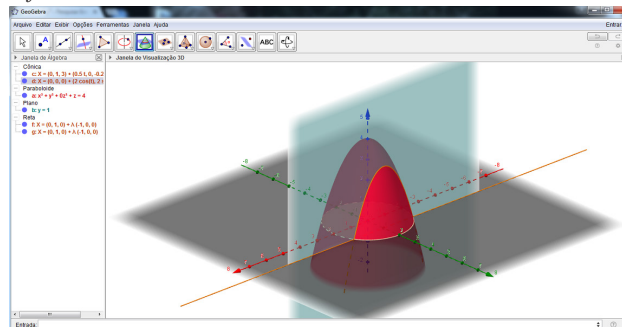 GeoGebra
Arquivo Editar Exibir Opções Ferramentas Janela Ajuda
Entrar
ABC
Janela de Álgebra
Janela de Visualização 3D
Cônica
c: X = (0, 1, 3) + (0.5 t, 0, -0.2
d: X = (0, 0, 0) + (2 cos(t), 2 s
Paraboloide
a: x² + y² + 0z² + z = 4
Plano
b: y = 1
Reta
f: X = (0, 1, 0) + λ (-1, 0, 0)
g: X = (0, 1, 0) + λ (-1, 0, 0)
Entrada: